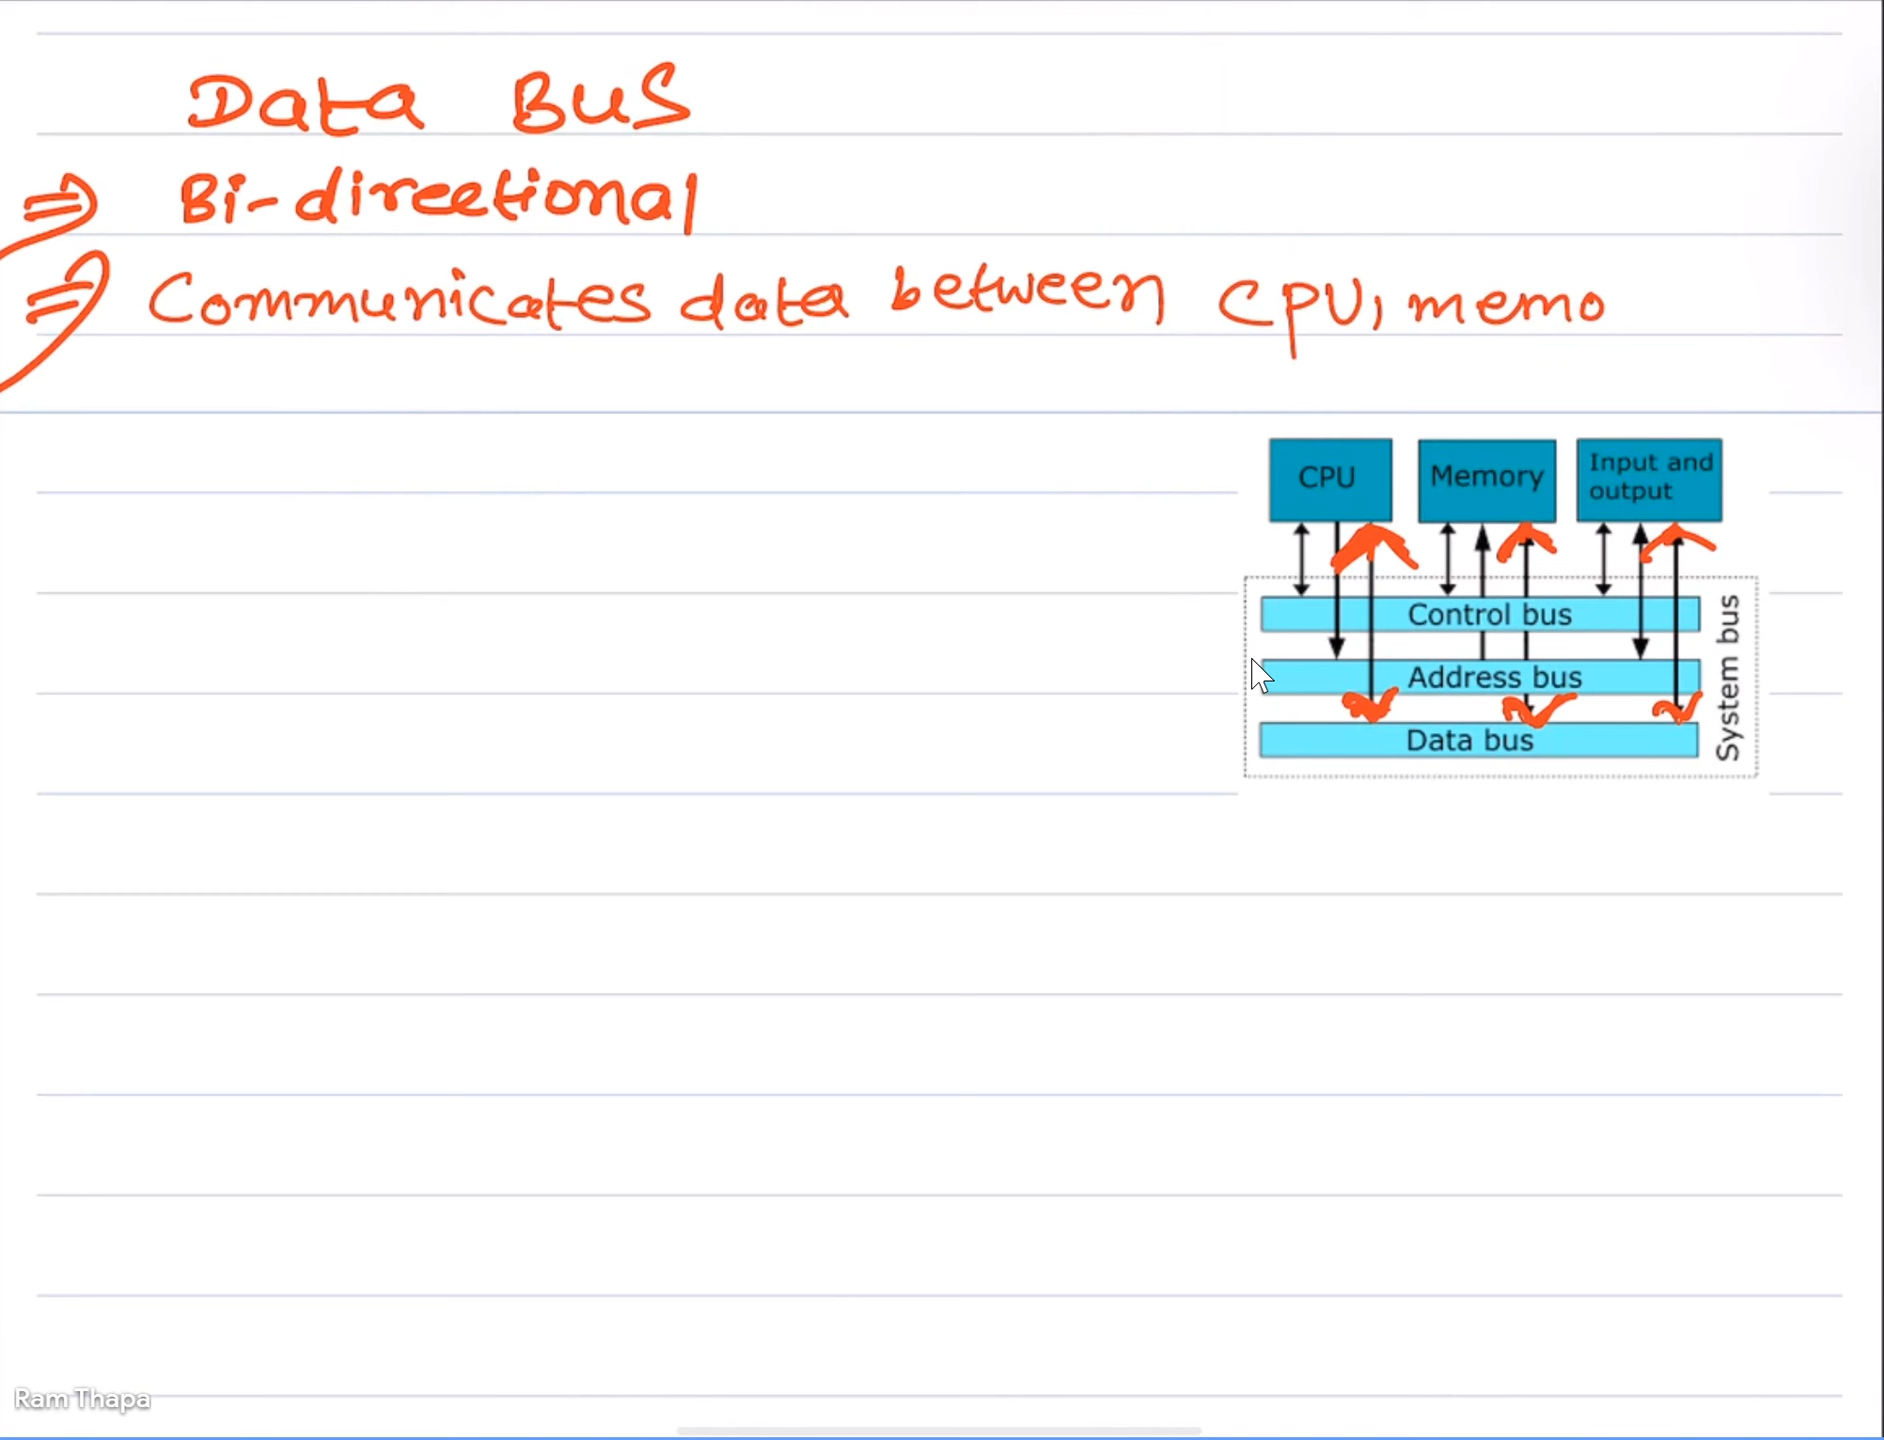 Data Bus
⇒ Bi-directional
⇒ Communicates data between CPU, memo
CPU
Memory
Input and
output
Control bus
Address bus
Data bus
System bus
Ram Thapa